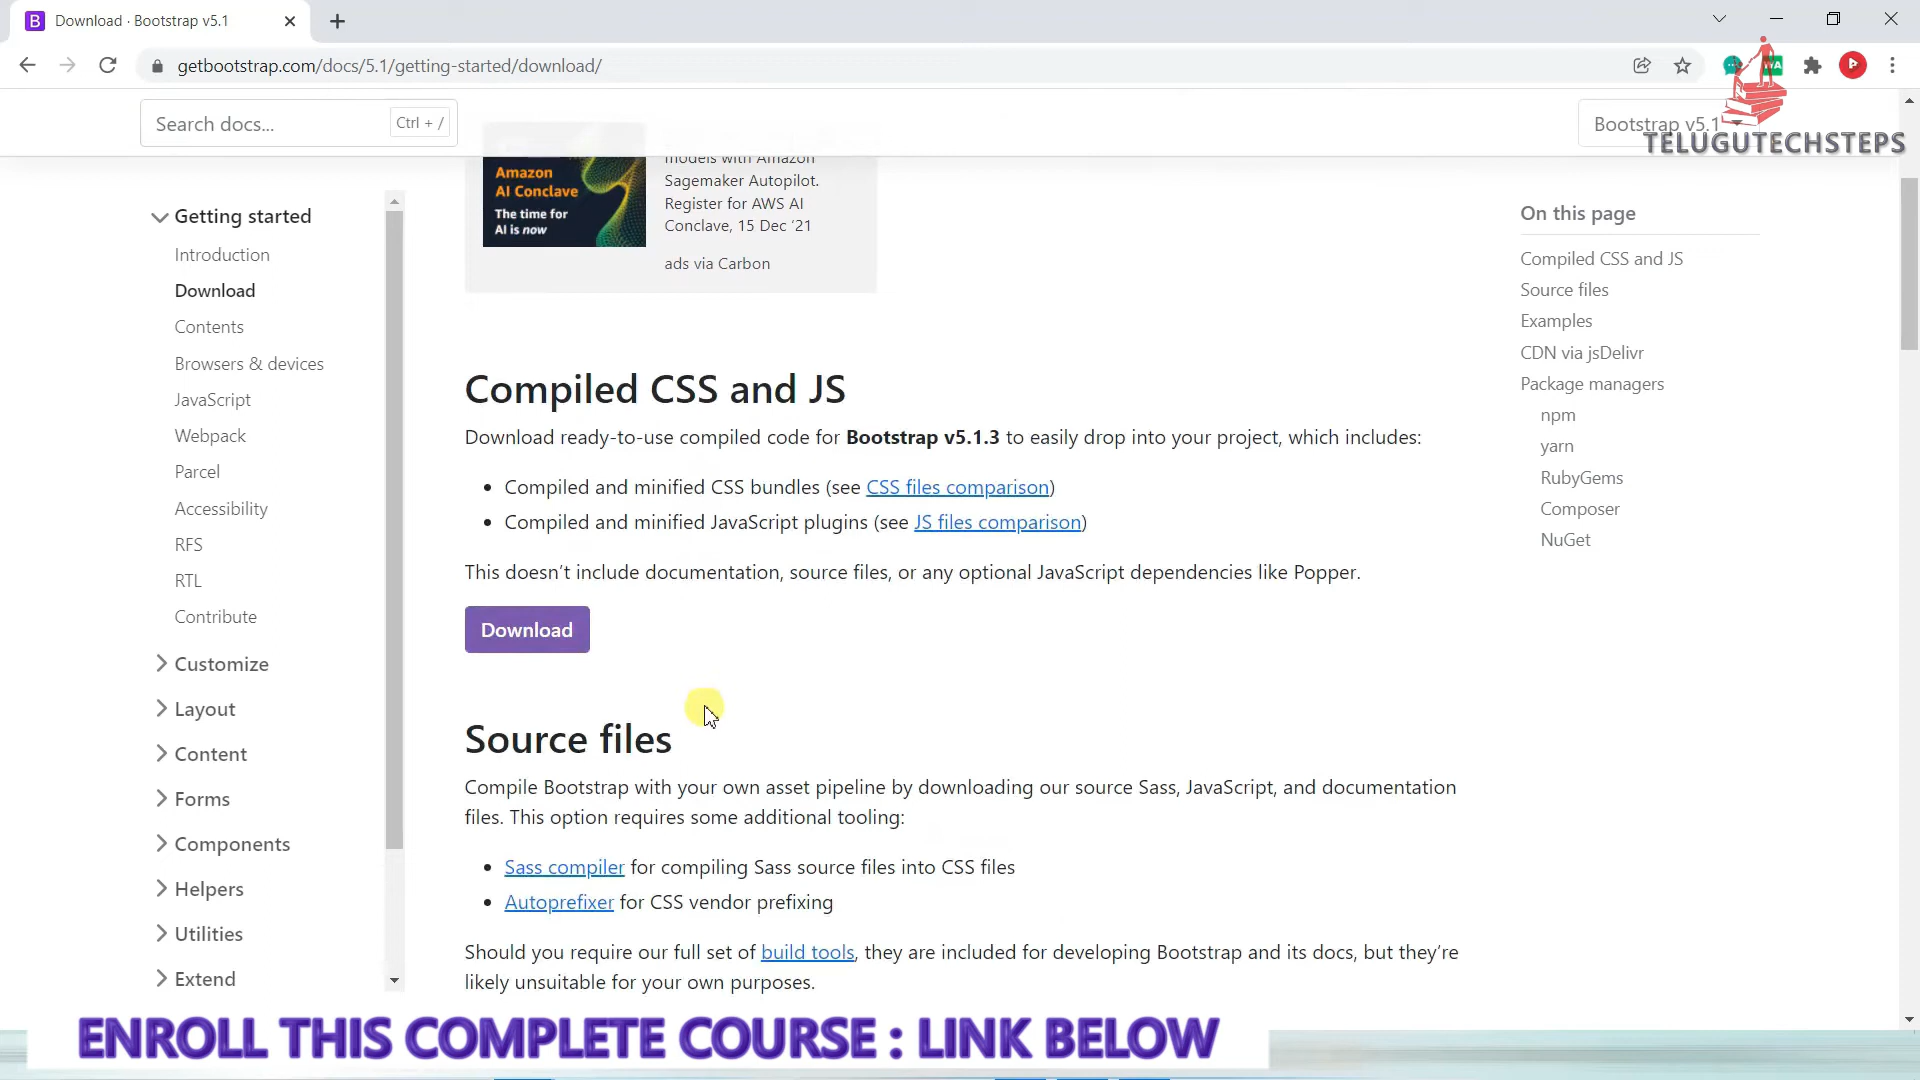 Download · Bootstrap v5.1
getbootstrap.com/docs/5.1/getting-started/download/
Search docs...
Ctrl + /
Bootstrap v5.1
TELUGUTECHSTEPS
Amazon
AI Conclave
The time for
AI is now
models with Amazon
Sagemaker Autopilot.
Register for AWS AI
Conclave, 15 Dec ‘21
ads via Carbon
Getting started
Introduction
Download
Contents
Browsers & devices
JavaScript
Webpack
Parcel
Accessibility
RFS
RTL
Contribute
Customize
Layout
Content
Forms
Components
Helpers
Utilities
Extend
Compiled CSS and JS
Download ready-to-use compiled code for Bootstrap v5.1.3 to easily drop into your project, which includes:
• Compiled and minified CSS bundles (see CSS files comparison)
• Compiled and minified JavaScript plugins (see JS files comparison)
This doesn’t include documentation, source files, or any optional JavaScript dependencies like Popper.
Download
Source files
Compile Bootstrap with your own asset pipeline by downloading our source Sass, JavaScript, and documentation
files. This option requires some additional tooling:
• Sass compiler for compiling Sass source files into CSS files
• Autoprefixer for CSS vendor prefixing
Should you require our full set of build tools, they are included for developing Bootstrap and its docs, but they’re
likely unsuitable for your own purposes.
On this page
Compiled CSS and JS
Source files
Examples
CDN via jsDelivr
Package managers
npm
yarn
RubyGems
Composer
NuGet
ENROLL THIS COMPLETE COURSE : LINK BELOW